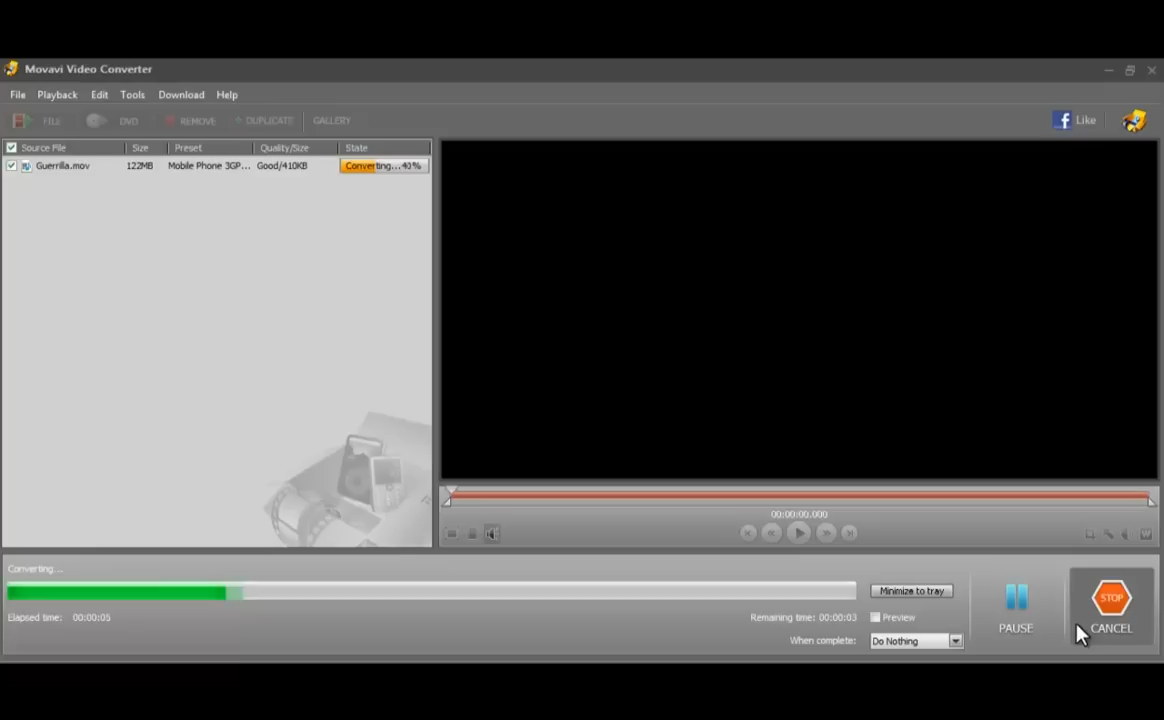 Movavi Video Converter
File Playback Edit Tools Download Help
FILE DVD REMOVE + DUPLICATE GALLERY
f Like
Source File Size Preset Quality/Size State
Guerrilla.mov 122MB Mobile Phone 3GP... Good/410KB Converting...43%
00:00:00.000
Converting...
Minimize to tray
STOP
Elapsed time: 00:00:05
Remaining time: 00:00:03
Preview
PAUSE
CANCEL
When complete: Do Nothing